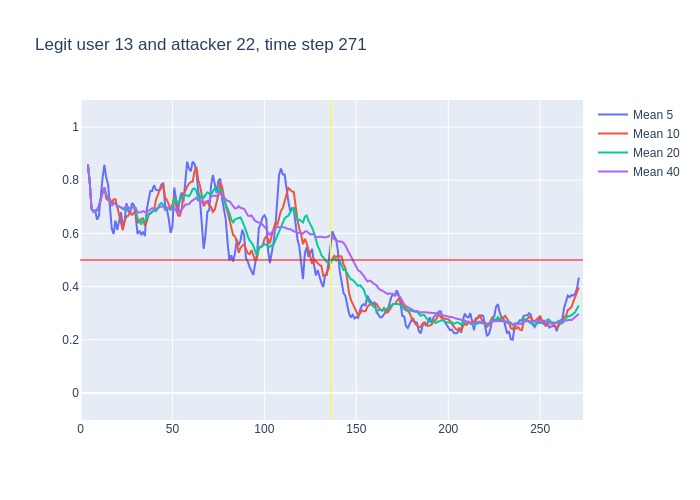 Legit user 13 and attacker 22, time step 271
Mean 5
Mean 10
Mean 20
Mean 40
1
0.8
0.6
0.4
0.2
0
0 50 100 150 200 250